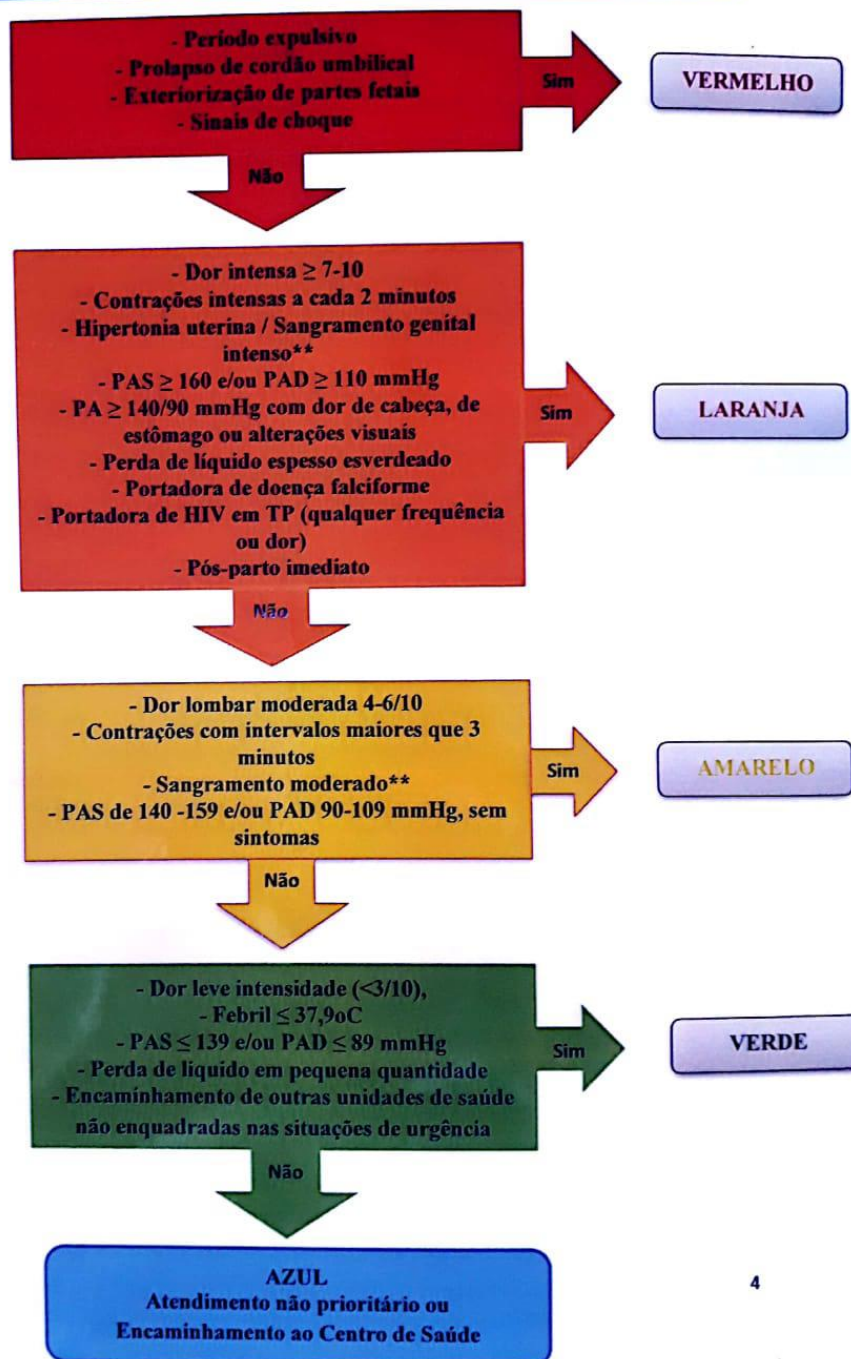 - Período expulsivo
- Prolapso de cordão umbilical
- Exteriorização de partes fetais
- Sinais de choque
Sim
VERMELHO
Não
- Dor intensa ≥ 7-10
- Contrações intensas a cada 2 minutos
- Hipertonia uterina / Sangramento genital
intenso**
- PAS ≥ 160 e/ou PAD ≥ 110 mmHg
- PA ≥ 140/90 mmHg com dor de cabeça, de
estômago ou alterações visuais
- Perda de líquido espesso esverdeado
- Portadora de doença falciforme
- Portadora de HIV em TP (qualquer frequência
ou dor)
- Pós-parto imediato
Sim
LARANJA
Não
- Dor lombar moderada 4-6/10
- Contrações com intervalos maiores que 3
minutos
- Sangramento moderado**
- PAS de 140 -159 e/ou PAD 90-109 mmHg, sem
sintomas
Sim
AMARELO
Não
- Dor leve intensidade (<3/10),
- Febril ≤ 37,9oC
- PAS ≤ 139 e/ou PAD ≤ 89 mmHg
- Perda de líquido em pequena quantidade
- Encaminhamento de outras unidades de saúde
não enquadradas nas situações de urgência
Sim
VERDE
Não
AZUL
Atendimento não prioritário ou
Encaminhamento ao Centro de Saúde
4